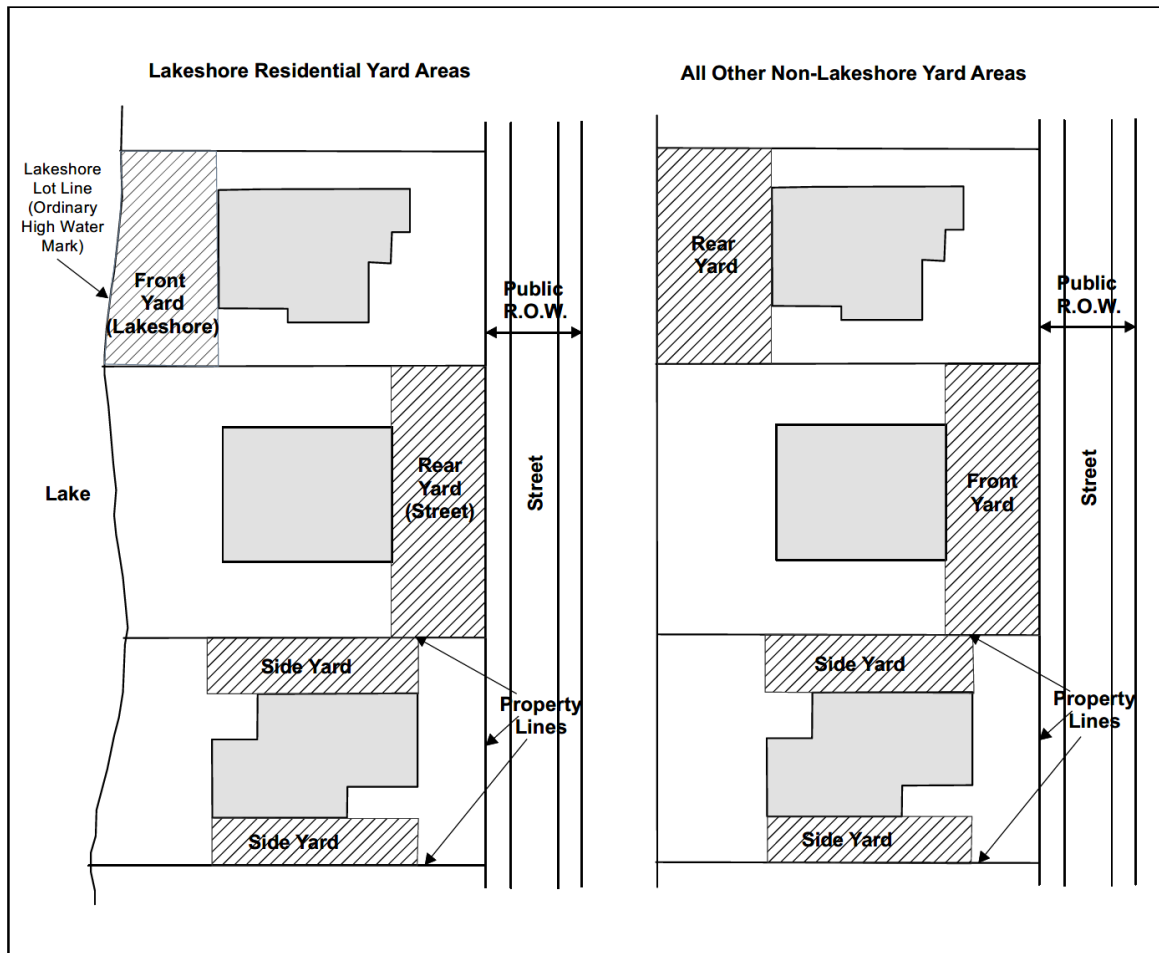 Lakeshore Residential Yard Areas
Lakeshore
Lot Line
(Ordinary
High Water
Mark)
Front
Yard
(Lakeshore)
Public
R.O.W.
Lake
Rear
Yard
(Street)
Street
Side Yard
Property
Lines
Side Yard
All Other Non-Lakeshore Yard Areas
Rear
Yard
Public
R.O.W.
Front
Yard
Street
Side Yard
Property
Lines
Side Yard